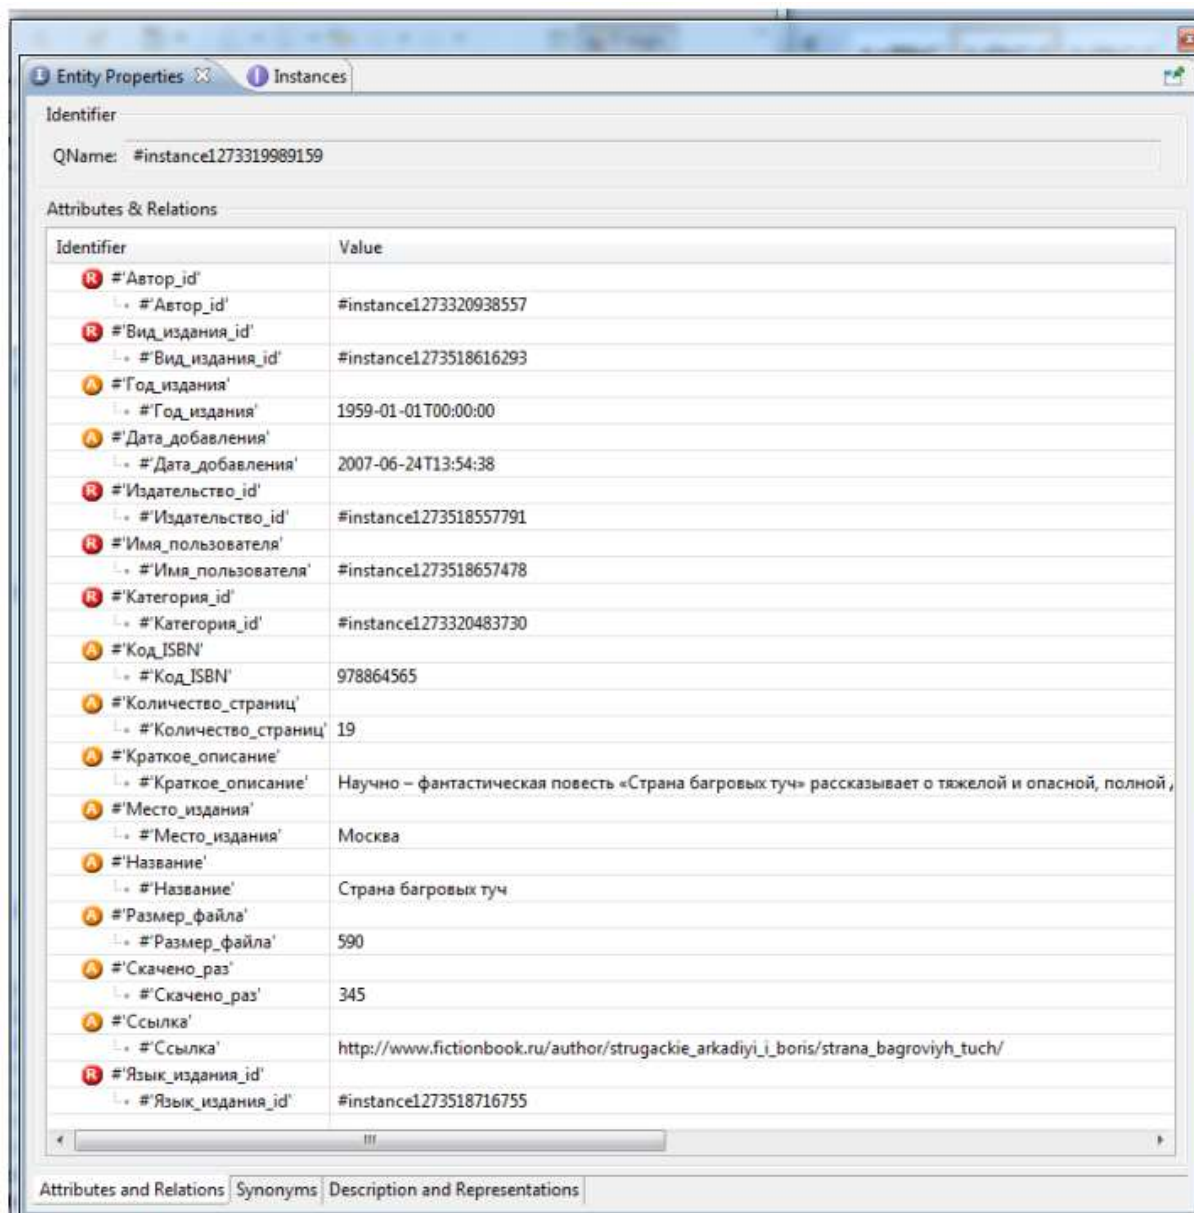 Entity Properties Instances
Identifier
QName: #instance1273319989159
Attributes & Relations
Identifier Value
R #'Автор_id'
#'Автор_id' #instance1273320938557
R #'Вид_издания_id'
#'Вид_издания_id' #instance1273518616293
A #'Год_издания'
#'Год_издания' 1959-01-01T00:00:00
A #'Дата_добавления'
#'Дата_добавления' 2007-06-24T13:54:38
R #'Издательство_id'
#'Издательство_id' #instance1273518557791
R #'Имя_пользователя'
#'Имя_пользователя' #instance1273518657478
R #'Категория_id'
#'Категория_id' #instance1273320483730
A #'Код_ISBN'
#'Код_ISBN' 978864565
A #'Количество_страниц'
#'Количество_страниц' 19
A #'Краткое_описание'
#'Краткое_описание' Научно – фантастическая повесть «Страна багровых туч» рассказывает о тяжелой и опасной, полной
A #'Место_издания'
#'Место_издания' Москва
A #'Название'
#'Название' Страна багровых туч
A #'Размер_файла'
#'Размер_файла' 590
A #'Скачено_раз'
#'Скачено_раз' 345
A #'Ссылка'
#'Ссылка' http://www.fictionbook.ru/author/strugackie_arkadiyi_i_boris/strana_bagroviyh_tuch/
R #'Язык_издания_id'
#'Язык_издания_id' #instance1273518716755
Attributes and Relations Synonyms Description and Representations